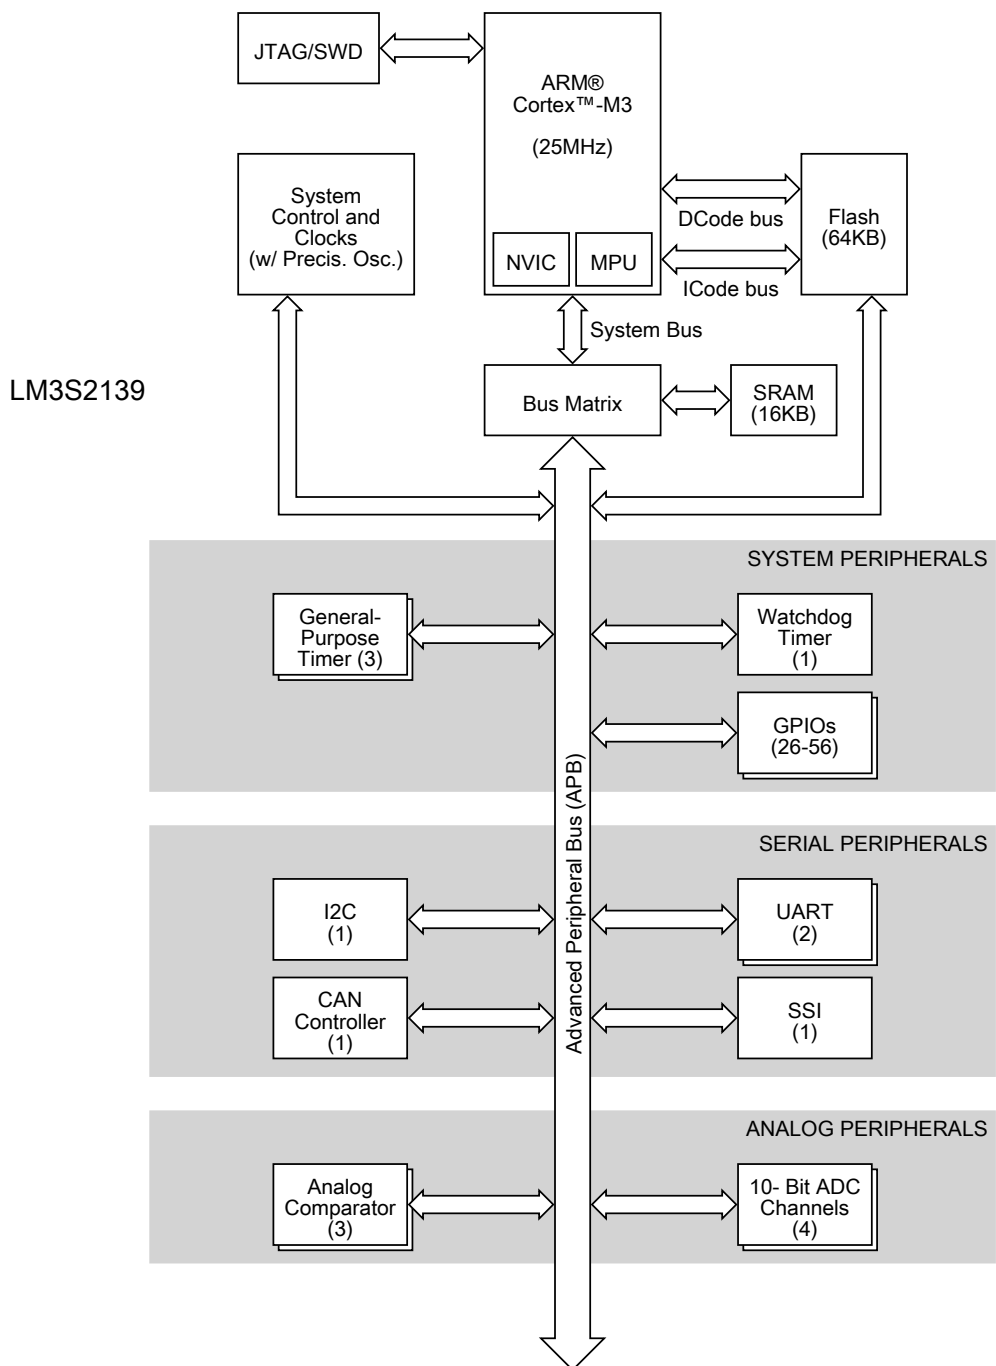 JTAG/SWD
ARM®
Cortex™-M3
(25MHz)
System
Control and
Clocks
(w/ Precis. Osc.)
DCode bus
Flash
(64KB)
NVIC
MPU
ICode bus
System Bus
LM3S2139
Bus Matrix
SRAM
(16KB)
SYSTEM PERIPHERALS
General-
Purpose
Timer (3)
Watchdog
Timer
(1)
GPIOs
(26-56)
Advanced Peripheral Bus (APB)
SERIAL PERIPHERALS
I2C
(1)
UART
(2)
CAN
Controller
(1)
SSI
(1)
ANALOG PERIPHERALS
Analog
Comparator
(3)
10- Bit ADC
Channels
(4)